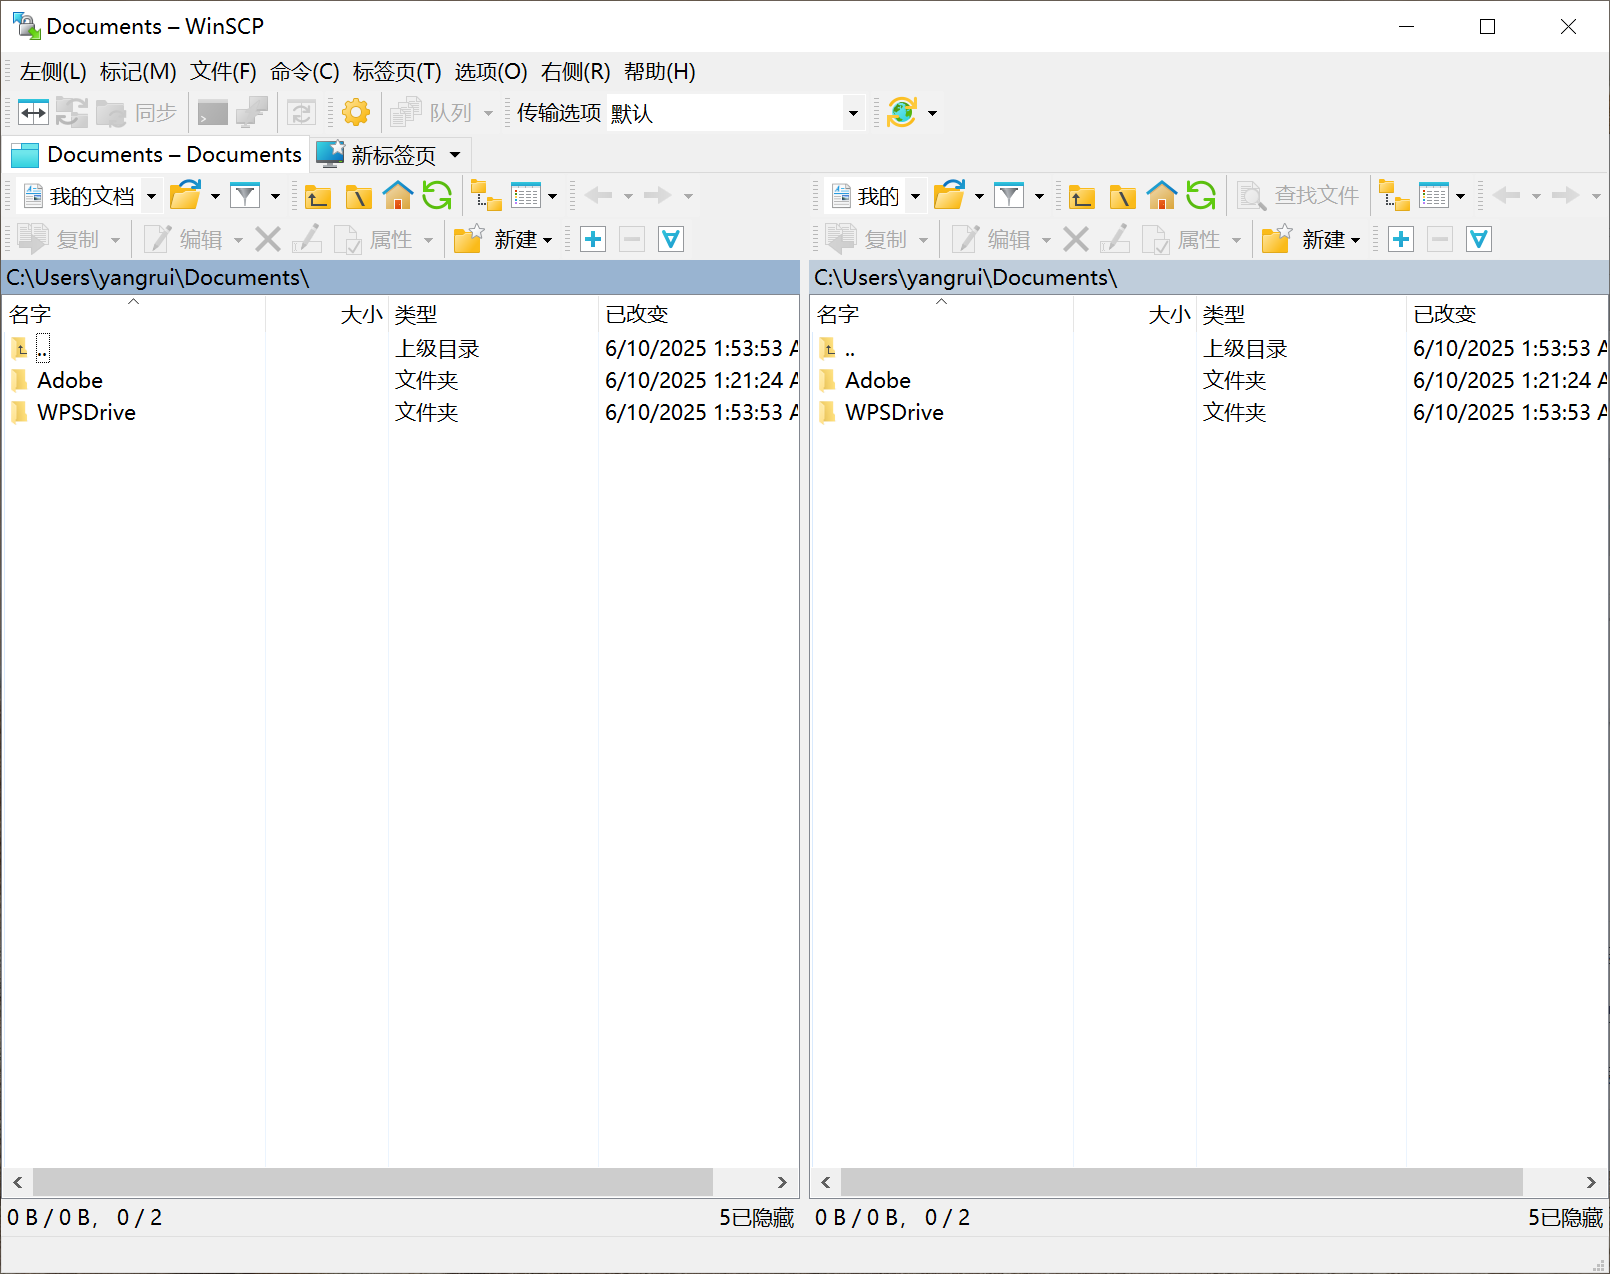 Documents – WinSCP
左侧(L) 标记(M) 文件(F) 命令(C) 标签页(T) 选项(O) 右侧(R) 帮助(H)
同步 队列 传输选项 默认
Documents – Documents 新标签页
我的文档 我的 查找文件
复制 编辑 属性 新建 复制 编辑 属性 新建
C:\Users\yangrui\Documents\ C:\Users\yangrui\Documents\
名字 大小 类型 已改变 名字 大小 类型 已改变
.. 上级目录 6/10/2025 1:53:53 .. 上级目录 6/10/2025 1:53:53
Adobe 文件夹 6/10/2025 1:21:24 Adobe 文件夹 6/10/2025 1:21:24
WPSDrive 文件夹 6/10/2025 1:53:53 WPSDrive 文件夹 6/10/2025 1:53:53
0 B / 0 B, 0 / 2 5已隐藏 0 B / 0 B, 0 / 2 5已隐藏